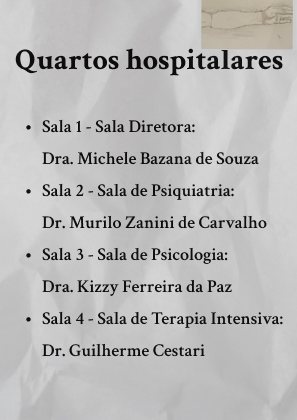 Quartos hospitalares
• Sala 1 - Sala Diretora:
Dra. Michele Bazana de Souza
• Sala 2 - Sala de Psiquiatria:
Dr. Murilo Zanini de Carvalho
• Sala 3 - Sala de Psicologia:
Dra. Kizzy Ferreira da Paz
• Sala 4 - Sala de Terapia Intensiva:
Dr. Guilherme Cestari